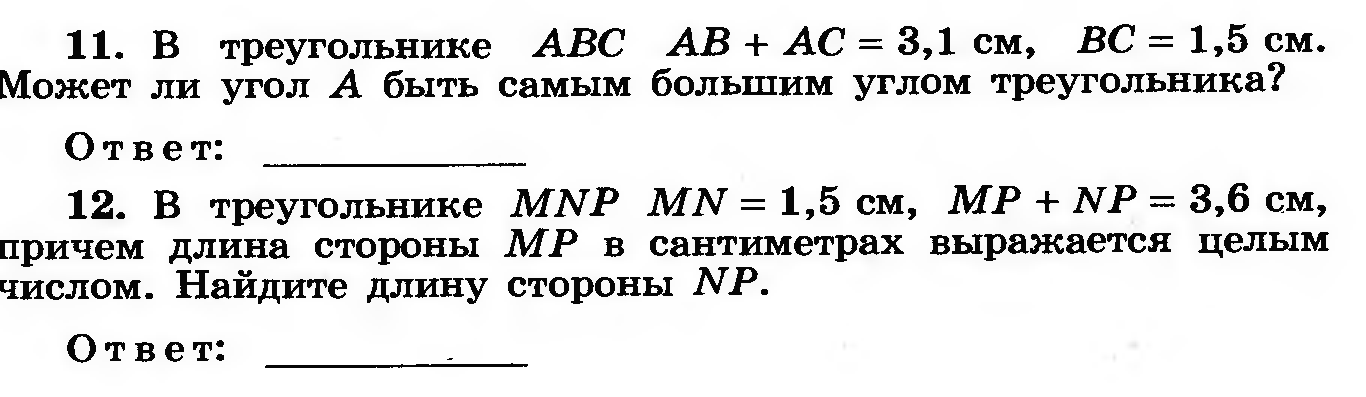 11. В треугольнике ABC AB + AC = 3,1 см, BC = 1,5 см.
Может ли угол A быть самым большим углом треугольника?
Ответ:
12. В треугольнике MNP MN = 1,5 см, MP + NP = 3,6 см,
причем длина стороны MP в сантиметрах выражается целым
числом. Найдите длину стороны NP.
Ответ: